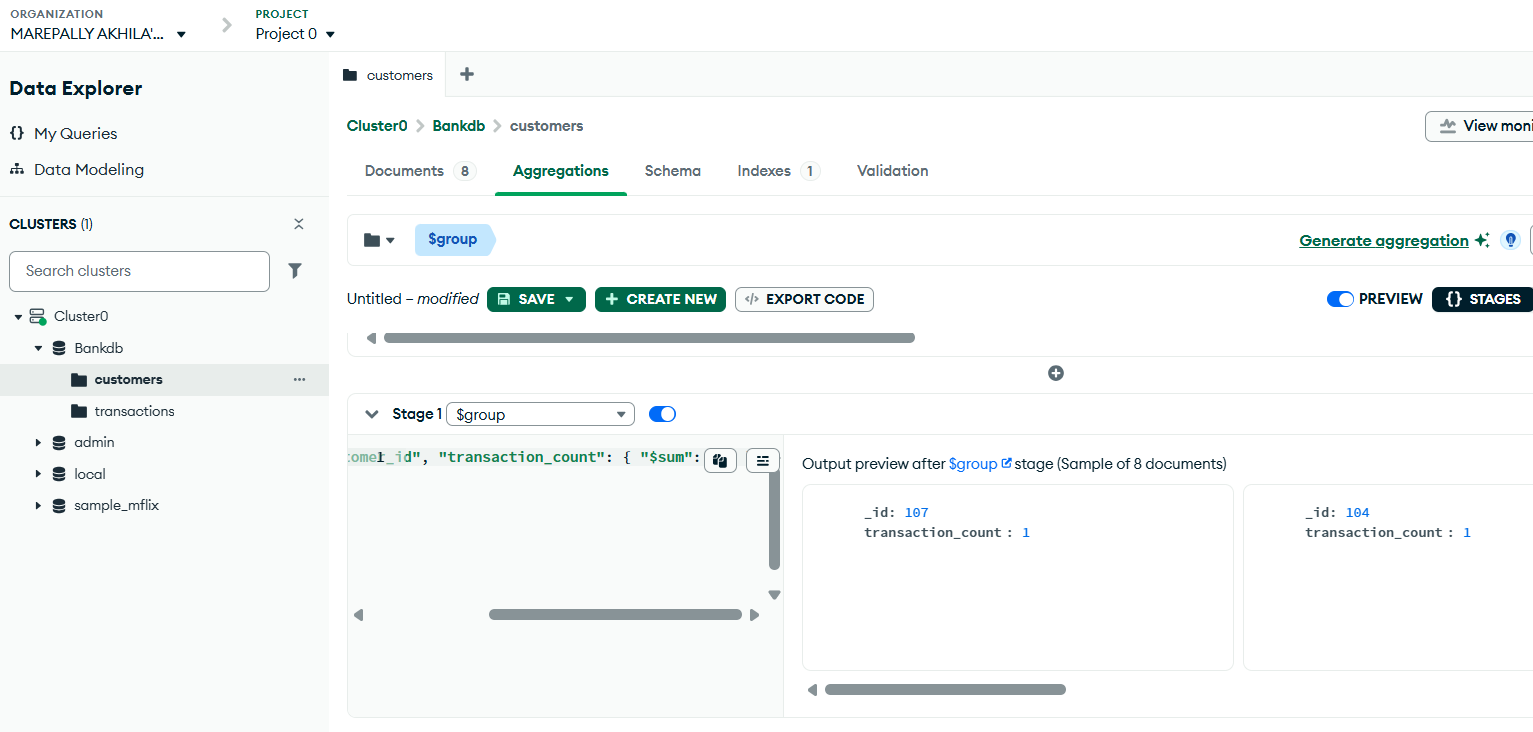 ORGANIZATION
MAREPALLY AKHILA'...
PROJECT
Project 0
Data Explorer
My Queries
Data Modeling
CLUSTERS (1)
Search clusters
Cluster0
Bankdb
customers
transactions
admin
local
sample_mflix
customers
Cluster0 > Bankdb > customers
View moni
Documents 8 Aggregations Schema Indexes 1 Validation
$group
Generate aggregation
Untitled – modified SAVE + CREATE NEW </> EXPORT CODE PREVIEW {} STAGES
Stage 1 $group
tomer_id", "transaction_count": { "$sum":
Output preview after $group stage (Sample of 8 documents)
_id: 107
transaction_count : 1
_id: 104
transaction_count : 1